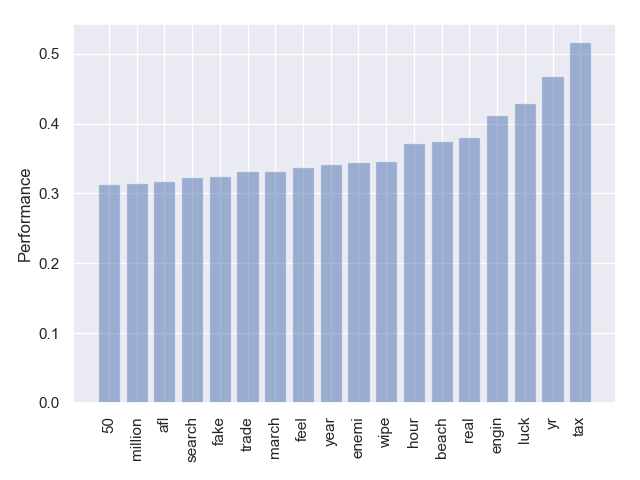 0.5
0.4
0.3
0.2
0.1
0.0
Performance
50
million
afl
search
fake
trade
march
feel
year
enemi
wipe
hour
beach
real
engin
luck
yr
tax